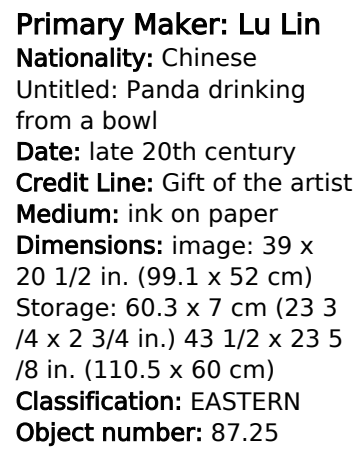 Primary Maker: Lu Lin
Nationality: Chinese
Untitled: Panda drinking
from a bowl
Date: late 20th century
Credit Line: Gift of the artist
Medium: ink on paper
Dimensions: image: 39 x
20 1/2 in. (99.1 x 52 cm)
Storage: 60.3 x 7 cm (23 3
/4 x 2 3/4 in.) 43 1/2 x 23 5
/8 in. (110.5 x 60 cm)
Classification: EASTERN
Object number: 87.25